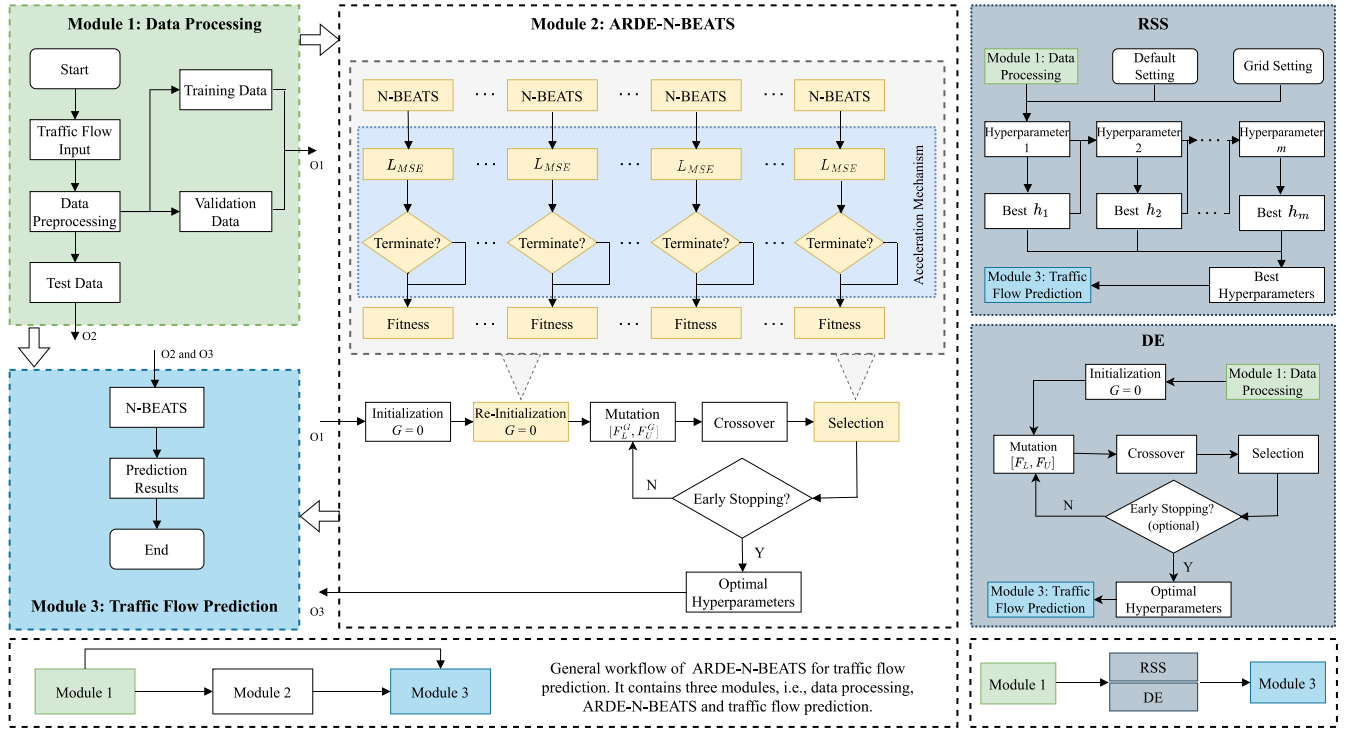 Module 1: Data Processing
Start
Traffic Flow
Input
Data
Preprocessing
Test Data
Training Data
Validation
Data
O1
O2
Module 2: ARDE-N-BEATS
N-BEATS ··· N-BEATS ··· N-BEATS ··· N-BEATS
L_MSE ··· L_MSE ··· L_MSE ··· L_MSE
Terminate? ··· Terminate? ··· Terminate? ··· Terminate?
Fitness ··· Fitness ··· Fitness ··· Fitness
Acceleration Mechanism
O1
Initialization
G = 0
Re-Initialization
G = 0
Mutation
[F_L^G, F_U^G]
Crossover
Selection
Early Stopping?
N
Y
Optimal
Hyperparameters
O3
O2 and O3
N-BEATS
Prediction
Results
End
Module 3: Traffic Flow Prediction
RSS
Module 1: Data
Processing
Default
Setting
Grid Setting
Hyperparameter
1
Hyperparameter
2
···
Hyperparameter
m
Best h_1
Best h_2
···
Best h_m
Module 3: Traffic
Flow Prediction
Best
Hyperparameters
DE
Initialization
G = 0
Module 1: Data
Processing
Mutation
[F_L, F_U]
Crossover
Selection
N
Early Stopping?
(optional)
Y
Module 3: Traffic
Flow Prediction
Optimal
Hyperparameters
Module 1
Module 2
Module 3
General workflow of ARDE-N-BEATS for traffic flow
prediction. It contains three modules, i.e., data processing,
ARDE-N-BEATS and traffic flow prediction.
Module 1
RSS
DE
Module 3